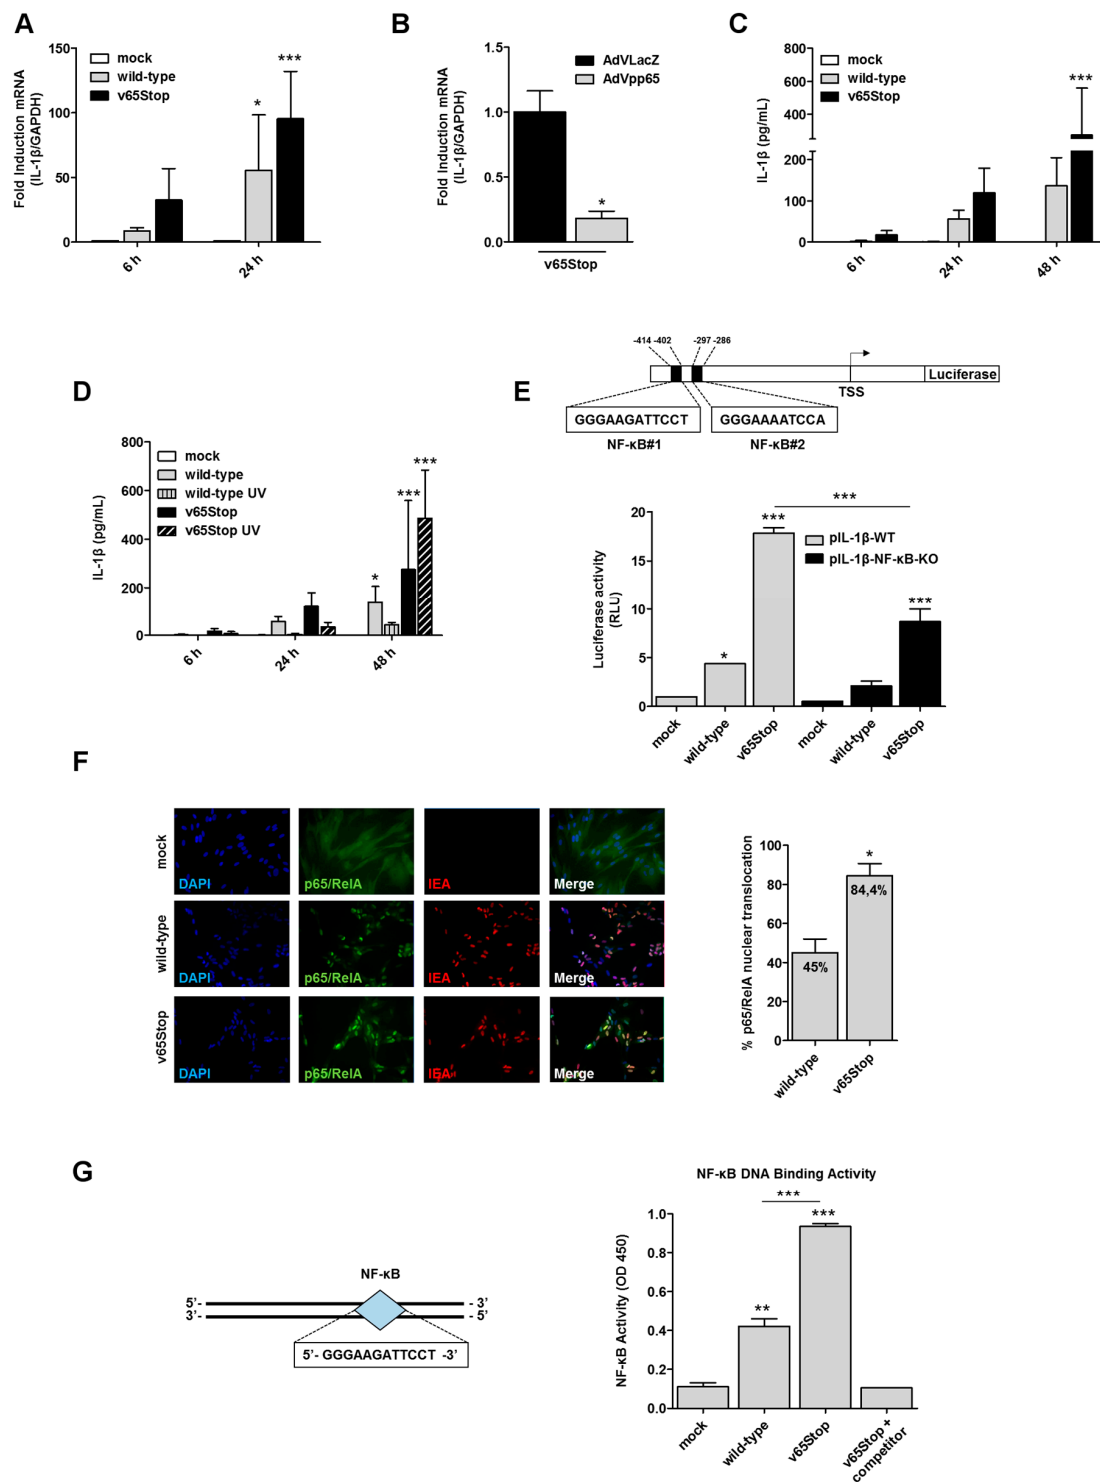 A
Fold Induction mRNA
(IL-1β/GAPDH)
150
100
50
0
mock
wild-type
v65Stop
*
***
6 h
24 h
B
Fold Induction mRNA
(IL-1β/GAPDH)
1.5
1.0
0.5
0.0
AdVLacZ
AdVpp65
*
v65Stop
C
IL-1β (pg/mL)
800
600
400
200
100
0
mock
wild-type
v65Stop
***
6 h
24 h
48 h
D
IL-1β (pg/mL)
800
600
400
200
0
mock
wild-type
wild-type UV
v65Stop
v65Stop UV
*
***
***
6 h
24 h
48 h
E
-414 -402
-297 -286
TSS
Luciferase
GGGAAGATTCCT
GGGAAAATCCA
NF-κB#1
NF-κB#2
Luciferase activity
(RLU)
20
15
10
5
0
***
pIL-1β-WT
pIL-1β-NF-κB-KO
*
***
***
mock
wild-type
v65Stop
mock
wild-type
v65Stop
F
mock
DAPI
p65/RelA
IEA
Merge
wild-type
DAPI
p65/RelA
IEA
Merge
v65Stop
DAPI
p65/RelA
IEA
Merge
% p65/RelA nuclear translocation
100
80
60
40
20
0
45%
*
84,4%
wild-type
v65Stop
G
NF-κB
5’- - 3’
3’- - 5’
5’- GGGAAGATTCCT -3’
NF-κB DNA Binding Activity
NF-κB Activity (OD 450)
1.0
0.8
0.6
0.4
0.2
0.0
***
**
***
mock
wild-type
v65Stop
v65Stop +
competitor